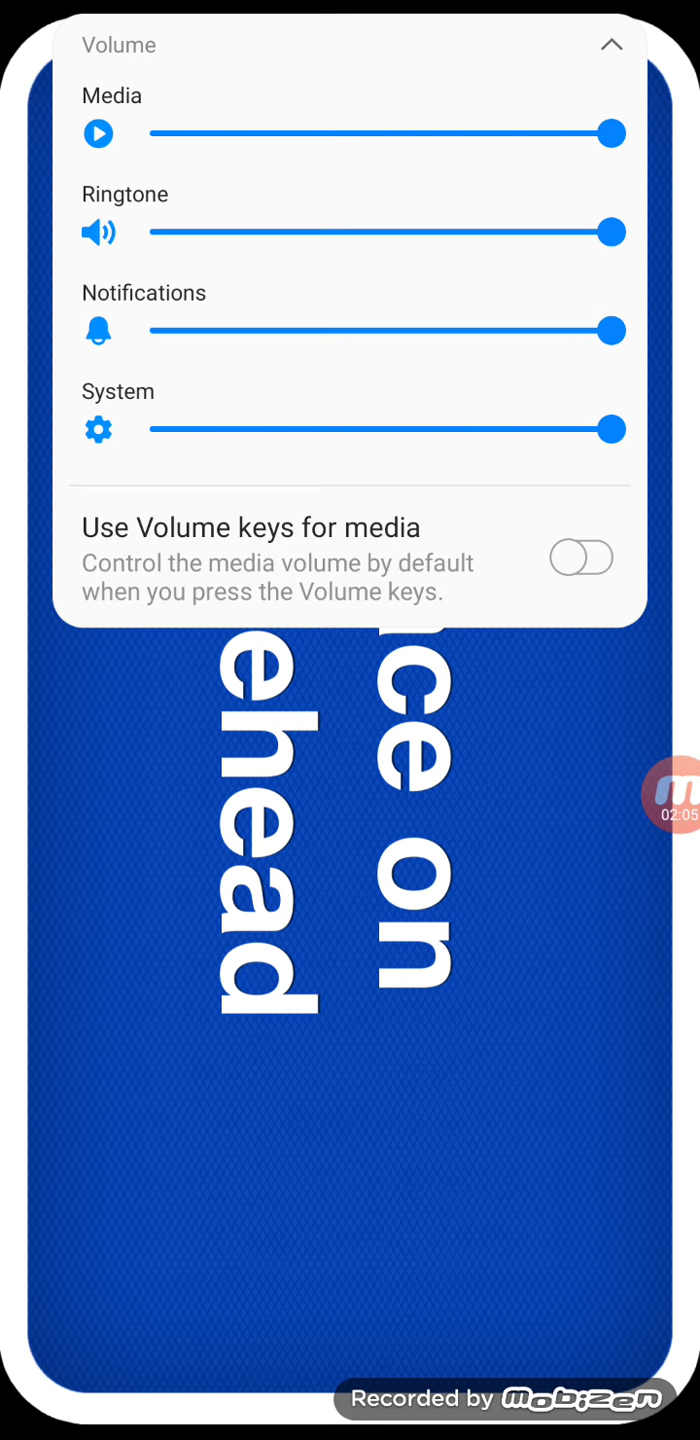 Volume
Media
Ringtone
Notifications
System
Use Volume keys for media
Control the media volume by default
when you press the Volume keys.
ce on
ehead
02:05
Recorded by mobizen